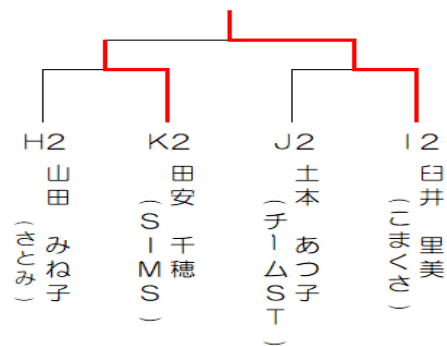 H2
山田 みね子
(さとみ)
K2
田安 千穂
(SIMS)
J2
土本 あつ子
(チームST)
I2
臼井 里美
(こまくさ)